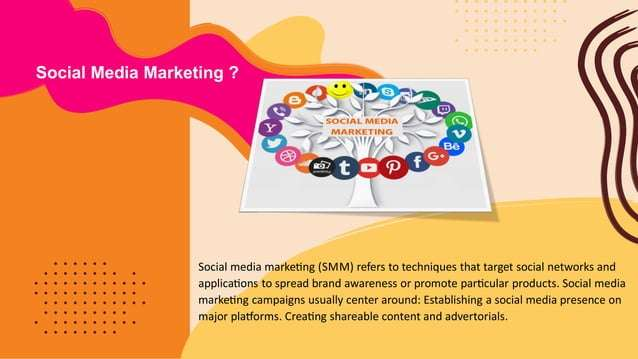 Social Media Marketing ?
SOCIAL MEDIA
MARKETING
Social media marketing (SMM) refers to techniques that target social networks and
applications to spread brand awareness or promote particular products. Social media
marketing campaigns usually center around: Establishing a social media presence on
major platforms. Creating shareable content and advertorials.